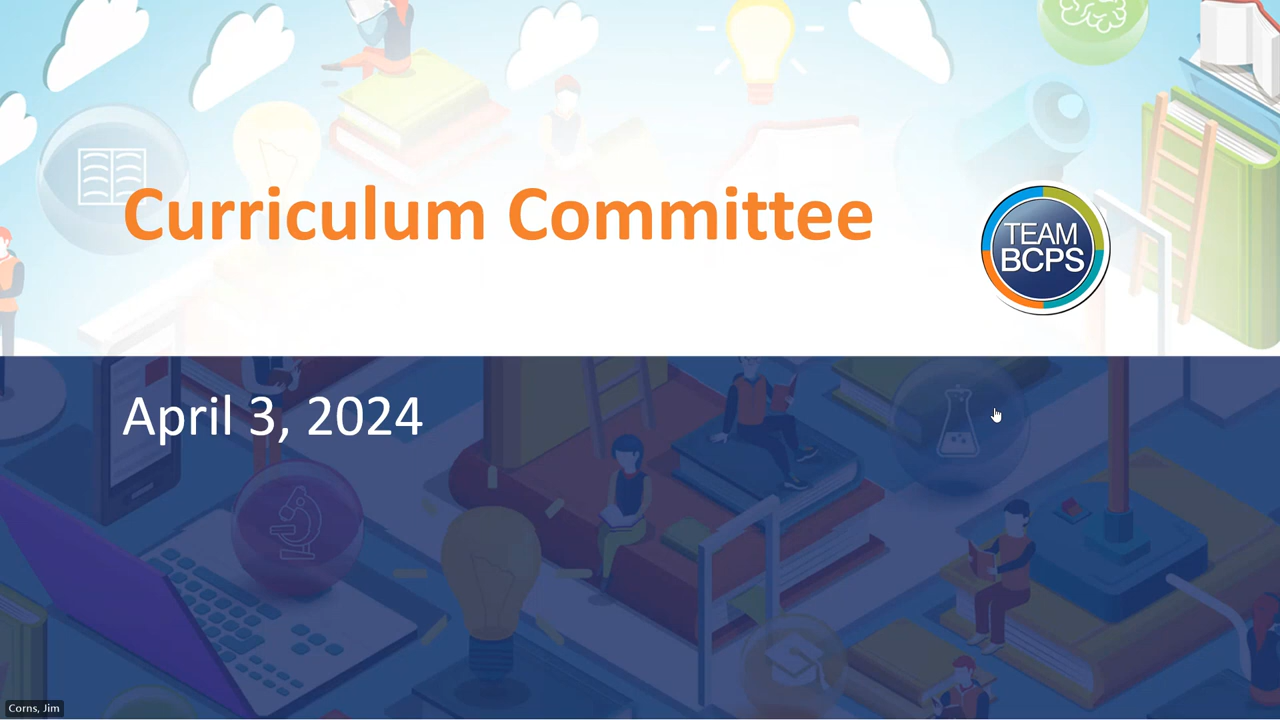 Curriculum Committee
TEAM
BCPS
April 3, 2024
Corns, Jim